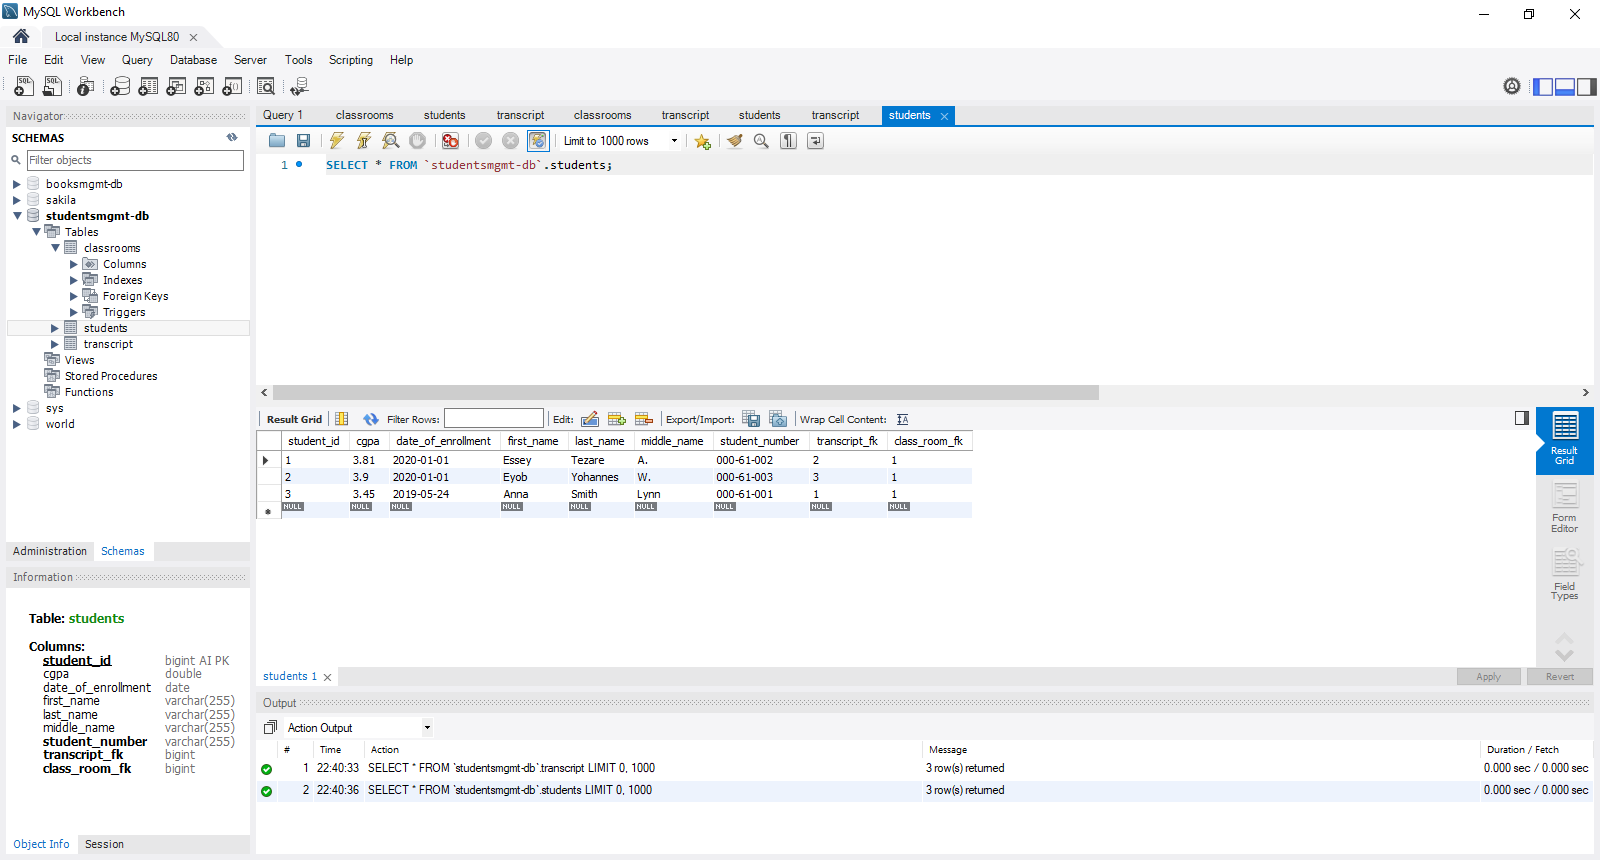 MySQL Workbench
Local instance MySQL80
File Edit View Query Database Server Tools Scripting Help
Navigator
SCHEMAS
Filter objects
booksmgmt-db
sakila
studentsmgmt-db
Tables
classrooms
Columns
Indexes
Foreign Keys
Triggers
students
transcript
Views
Stored Procedures
Functions
sys
world
Administration Schemas
Information
Table: students
Columns:
student_id bigint AI PK
cgpa double
date_of_enrollment date
first_name varchar(255)
last_name varchar(255)
middle_name varchar(255)
student_number varchar(255)
transcript_fk bigint
class_room_fk bigint
Object Info Session
Query 1 classrooms students transcript classrooms transcript students transcript students
Limit to 1000 rows
1 SELECT * FROM `studentsmgmt-db`.students;
Result Grid Filter Rows: Edit: Export/Import: Wrap Cell Content:
student_id cgpa date_of_enrollment first_name last_name middle_name student_number transcript_fk class_room_fk
1 3.81 2020-01-01 Essey Tezare A. 000-61-002 2 1
2 3.9 2020-01-01 Eyob Yohannes W. 000-61-003 3 1
3 3.45 2019-05-24 Anna Smith Lynn 000-61-001 1 1
NULL NULL NULL NULL NULL NULL NULL NULL NULL
Result
Grid
Form
Editor
Field
Types
students 1
Apply Revert
Output
Action Output
# Time Action Message Duration / Fetch
1 22:40:33 SELECT * FROM `studentsmgmt-db`.transcript LIMIT 0, 1000 3 row(s) returned 0.000 sec / 0.000 sec
2 22:40:36 SELECT * FROM `studentsmgmt-db`.students LIMIT 0, 1000 3 row(s) returned 0.000 sec / 0.000 sec